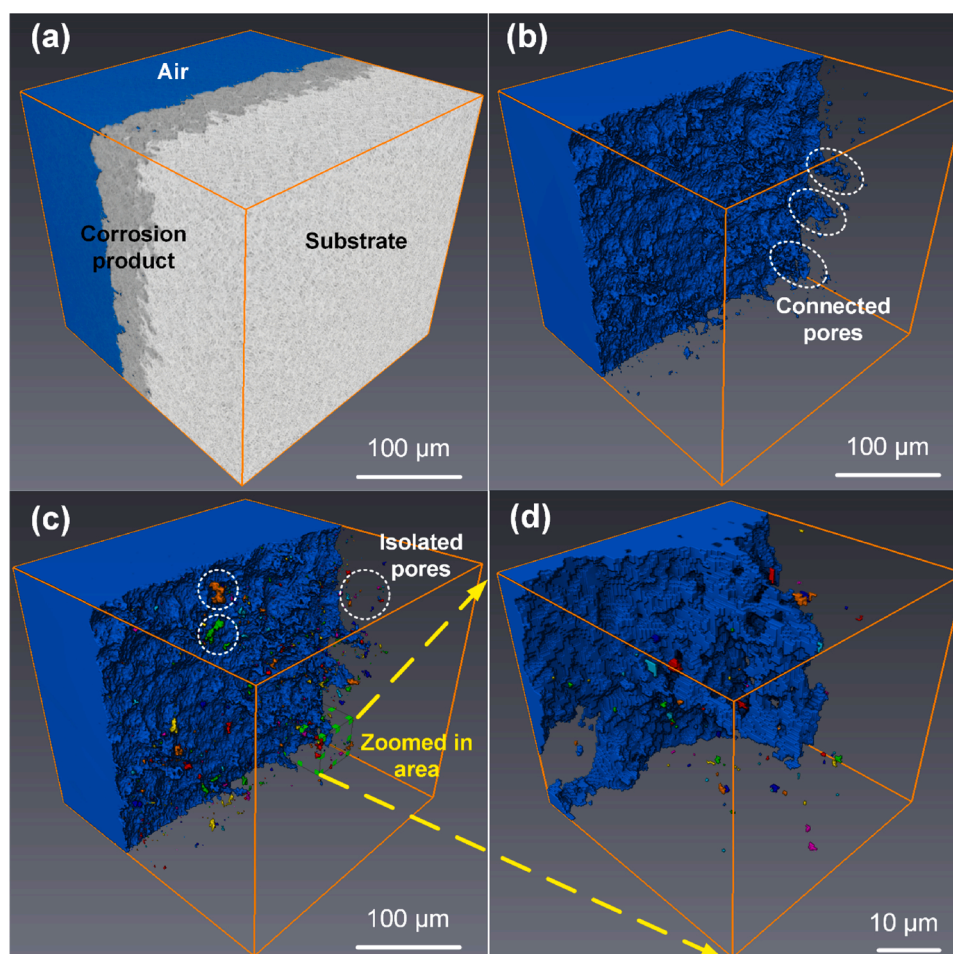 (a)
Air
Corrosion
product
Substrate
100 μm
(b)
Connected
pores
100 μm
(c)
Isolated
pores
Zoomed in
area
100 μm
(d)
10 μm